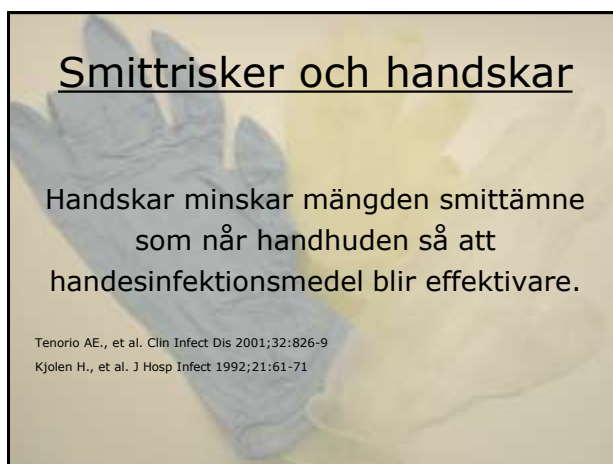 Smittrisker och handskar
Handskar minskar mängden smittämne
som når handhuden så att
handesinfektionsmedel blir effektivare.
Tenorio AE., et al. Clin Infect Dis 2001;32:826-9
Kjolen H., et al. J Hosp Infect 1992;21:61-71